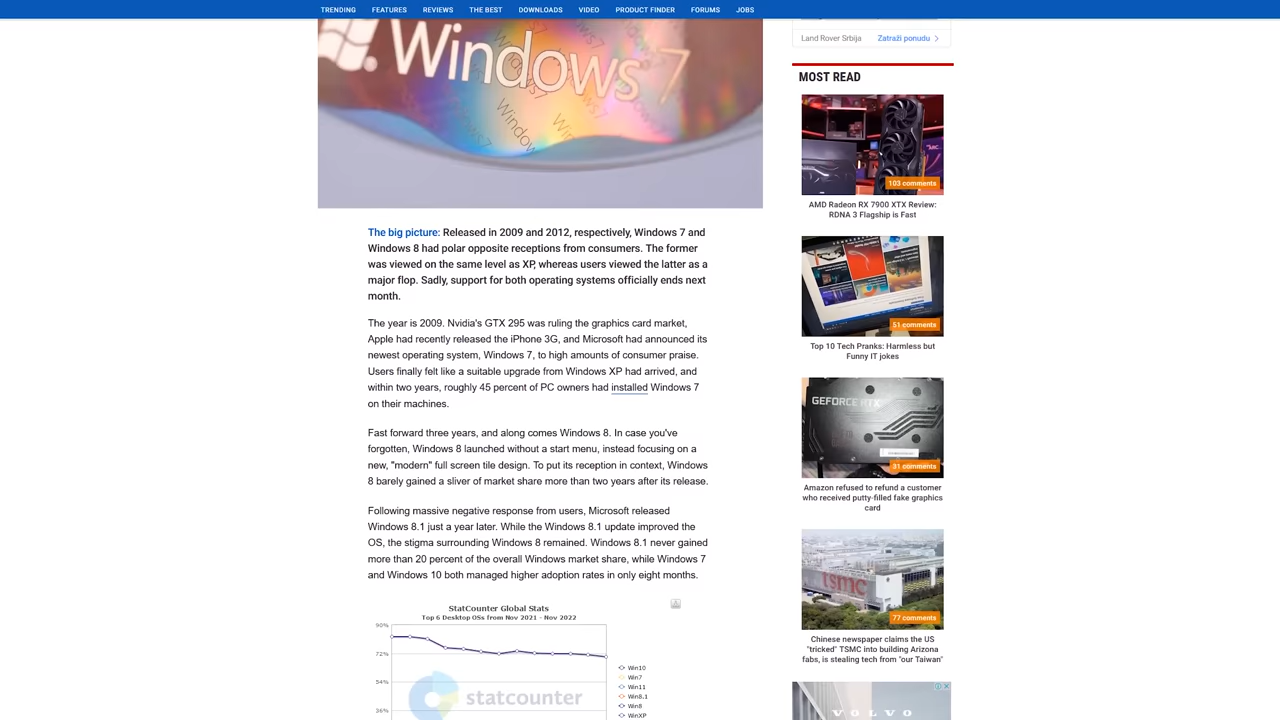 TRENDING FEATURES REVIEWS THE BEST DOWNLOADS VIDEO PRODUCT FINDER FORUMS JOBS
Windows 7
The big picture: Released in 2009 and 2012, respectively, Windows 7 and
Windows 8 had polar opposite receptions from consumers. The former
was viewed on the same level as XP, whereas users viewed the latter as a
major flop. Sadly, support for both operating systems officially ends next
month.
The year is 2009. Nvidia's GTX 295 was ruling the graphics card market,
Apple had recently released the iPhone 3G, and Microsoft had announced its
newest operating system, Windows 7, to high amounts of consumer praise.
Users finally felt like a suitable upgrade from Windows XP had arrived, and
within two years, roughly 45 percent of PC owners had installed Windows 7
on their machines.
Fast forward three years, and along comes Windows 8. In case you've
forgotten, Windows 8 launched without a start menu, instead focusing on a
new, "modern" full screen tile design. To put its reception in context, Windows
8 barely gained a sliver of market share more than two years after its release.
Following massive negative response from users, Microsoft released
Windows 8.1 just a year later. While the Windows 8.1 update improved the
OS, the stigma surrounding Windows 8 remained. Windows 8.1 never gained
more than 20 percent of the overall Windows market share, while Windows 7
and Windows 10 both managed higher adoption rates in only eight months.
StatCounter Global Stats
Top 6 Desktop OSs from Nov 2021 - Nov 2022
90%
72%
54%
36%
statcounter
Win10
Win7
Win11
Win8.1
Win8
WinXP
Land Rover Srbija Zatraži ponudu
MOST READ
103 comments
AMD Radeon RX 7900 XTX Review:
RDNA 3 Flagship is Fast
51 comments
Top 10 Tech Pranks: Harmless but
Funny IT jokes
GEFORCE RTX
31 comments
Amazon refused to refund a customer
who received putty-filled fake graphics
card
tsmc
77 comments
Chinese newspaper claims the US
"tricked" TSMC into building Arizona
fabs, is stealing tech from "our Taiwan"
VOLVO